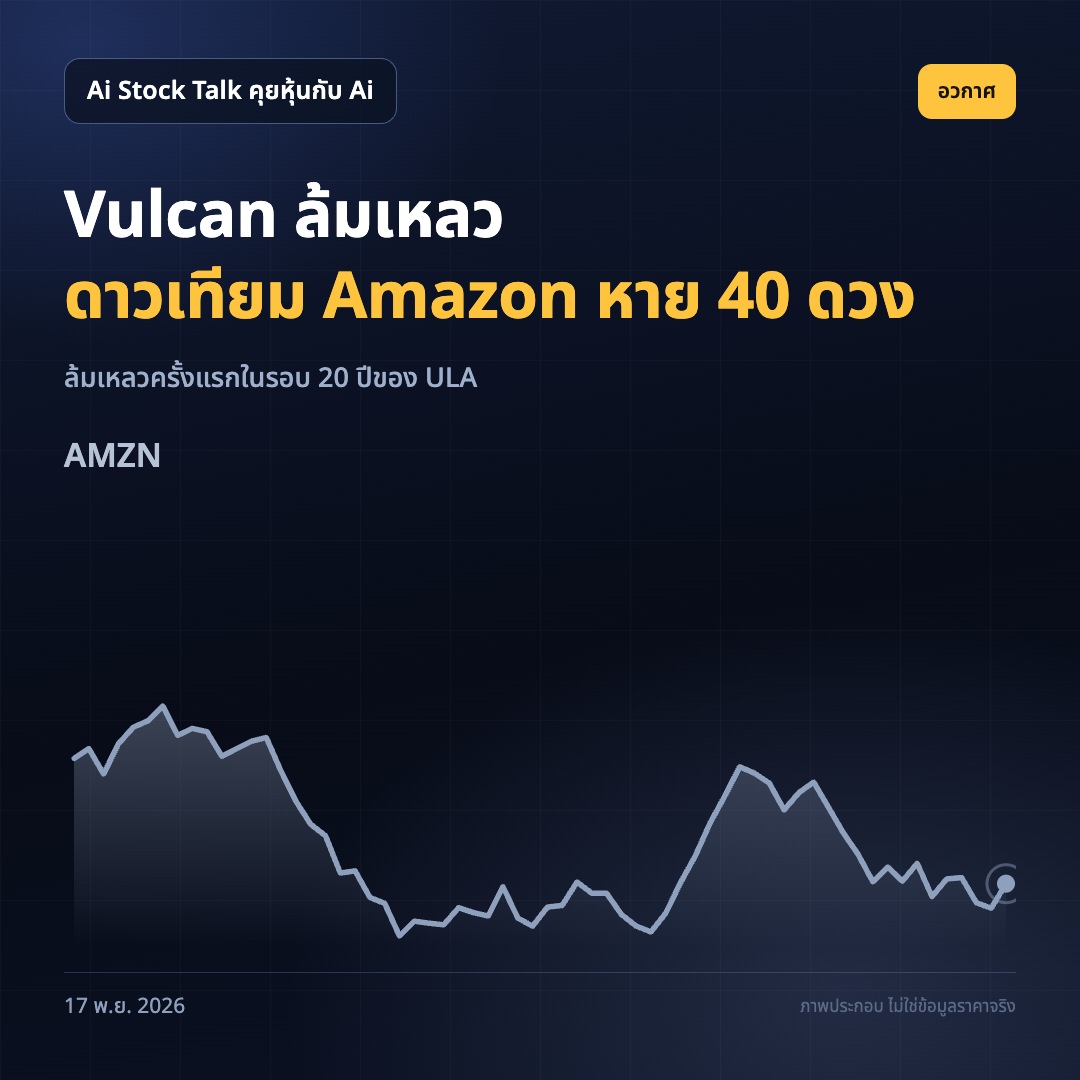 Ai Stock Talk คุยหุ้นกับ Ai
อวกาศ
Vulcan ล้มเหลว
ดาวเทียม Amazon หาย 40 ดวง
ล้มเหลวครั้งแรกในรอบ 20 ปีของ ULA
AMZN
17 พ.ย. 2026
ภาพประกอบ ไม่ใช่ข้อมูลราคาจริง